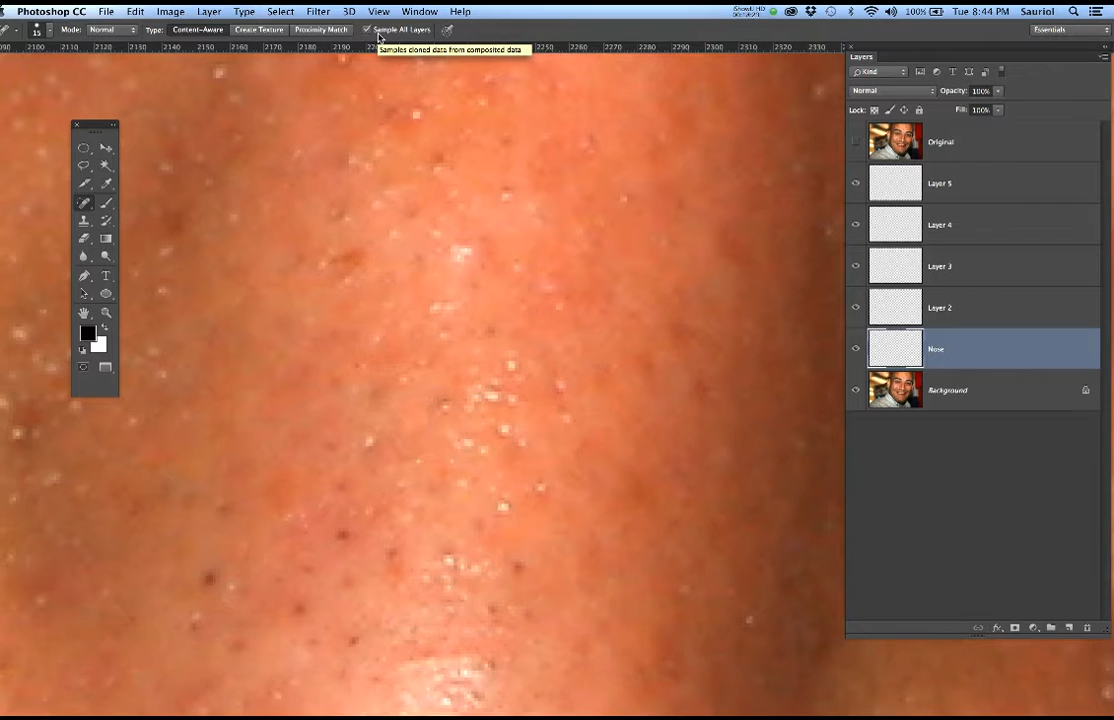 Photoshop CC File Edit Image Layer Type Select Filter 3D View Window Help 100% Tue 8:44 PM Sauriol
15 Mode: Normal Type: Content-Aware Create Texture Proximity Match Sample All Layers Essentials
Samples cloned data from composited data
2100 2110 2120 2130 2140 2150 2160 2170 2180 2190 2250 2260 2270 2280 2290 2300 2310 2320 2330
Layers
Kind
Normal Opacity: 100%
Lock: Fill: 100%
Original
Layer 5
Layer 4
Layer 3
Layer 2
Nose
Background